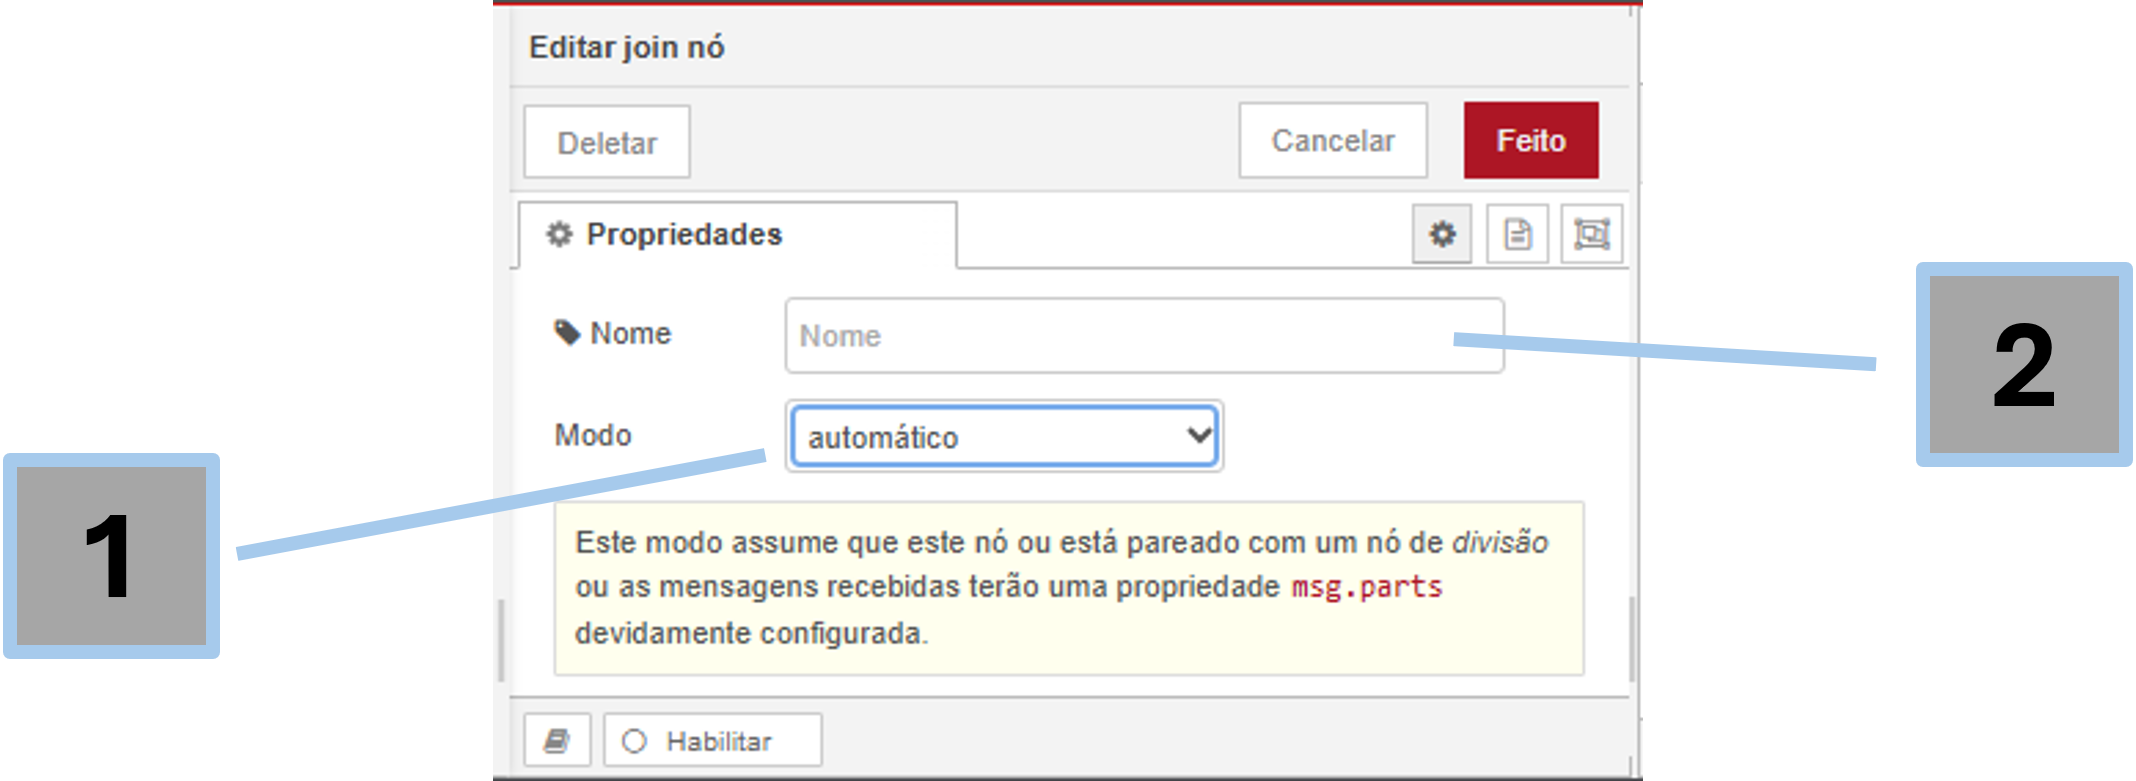 Editar join nó
Deletar
Cancelar
Feito
Propriedades
Nome
Nome
2
Modo
automático
1
Este modo assume que este nó ou está pareado com um nó de divisão
ou as mensagens recebidas terão uma propriedade msg.parts
devidamente configurada.
Habilitar